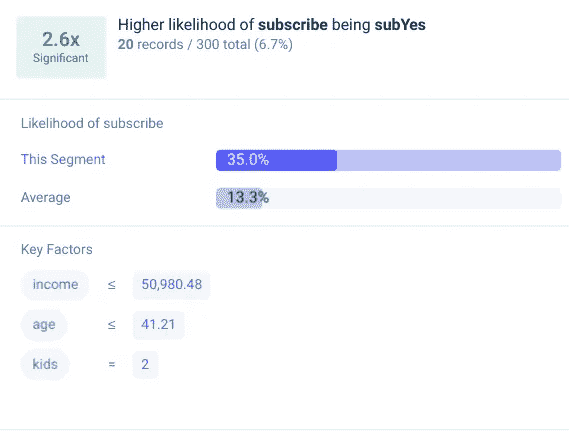 2.6x
Significant
Higher likelihood of subscribe being subYes
20 records / 300 total (6.7%)
Likelihood of subscribe
This Segment 35.0%
Average 13.3%
Key Factors
income ≤ 50,980.48
age ≤ 41.21
kids = 2